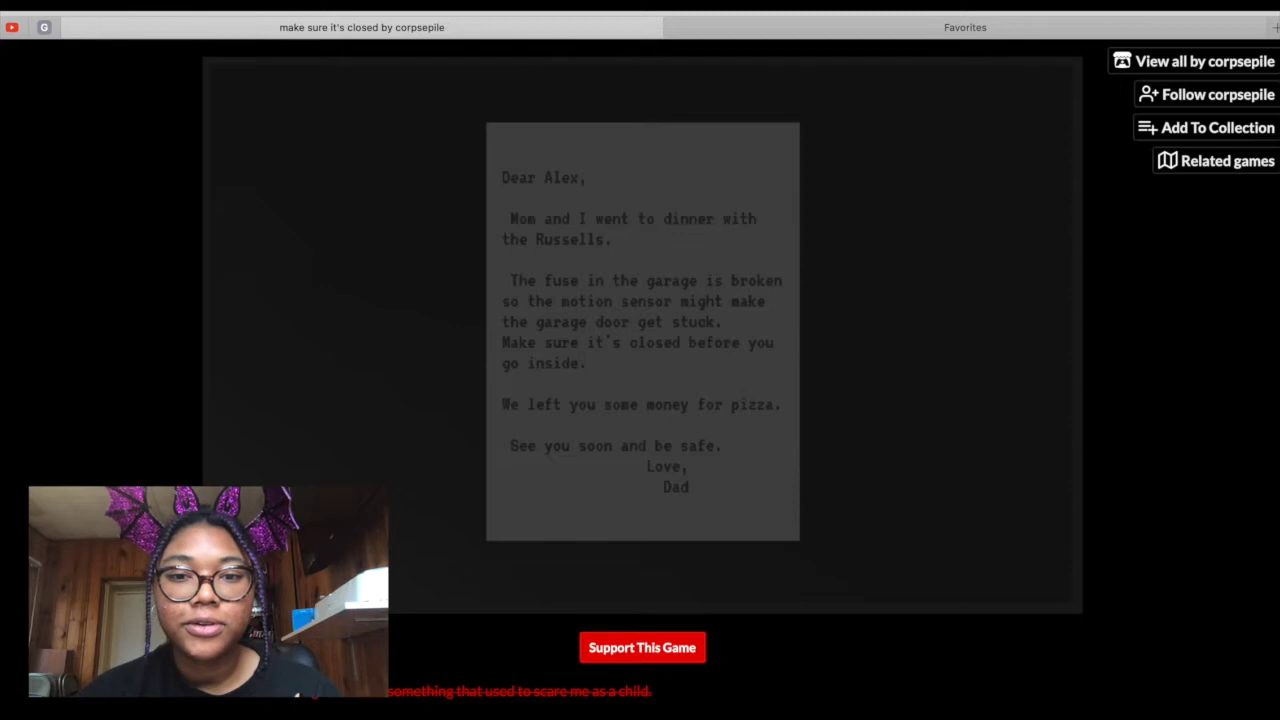 G
make sure it's closed by corpsepile
Favorites
View all by corpsepile
Follow corpsepile
Add To Collection
Related games
Dear Alex,
Mom and I went to dinner with
the Russells.
The fuse in the garage is broken
so the motion sensor might make
the garage door get stuck.
Make sure it's closed before you
go inside.
We left you some money for pizza.
See you soon and be safe.
Love,
Dad
Support This Game
something that used to scare me as a child.